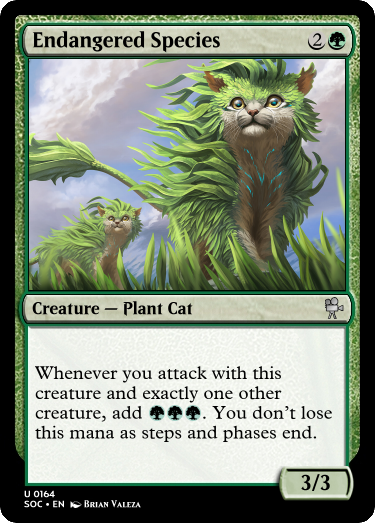 Endangered Species 2
Creature — Plant Cat
Whenever you attack with this
creature and exactly one other
creature, add . You don't lose
this mana as steps and phases end.
3/3
U 0164
SOC • EN Brian Valeza